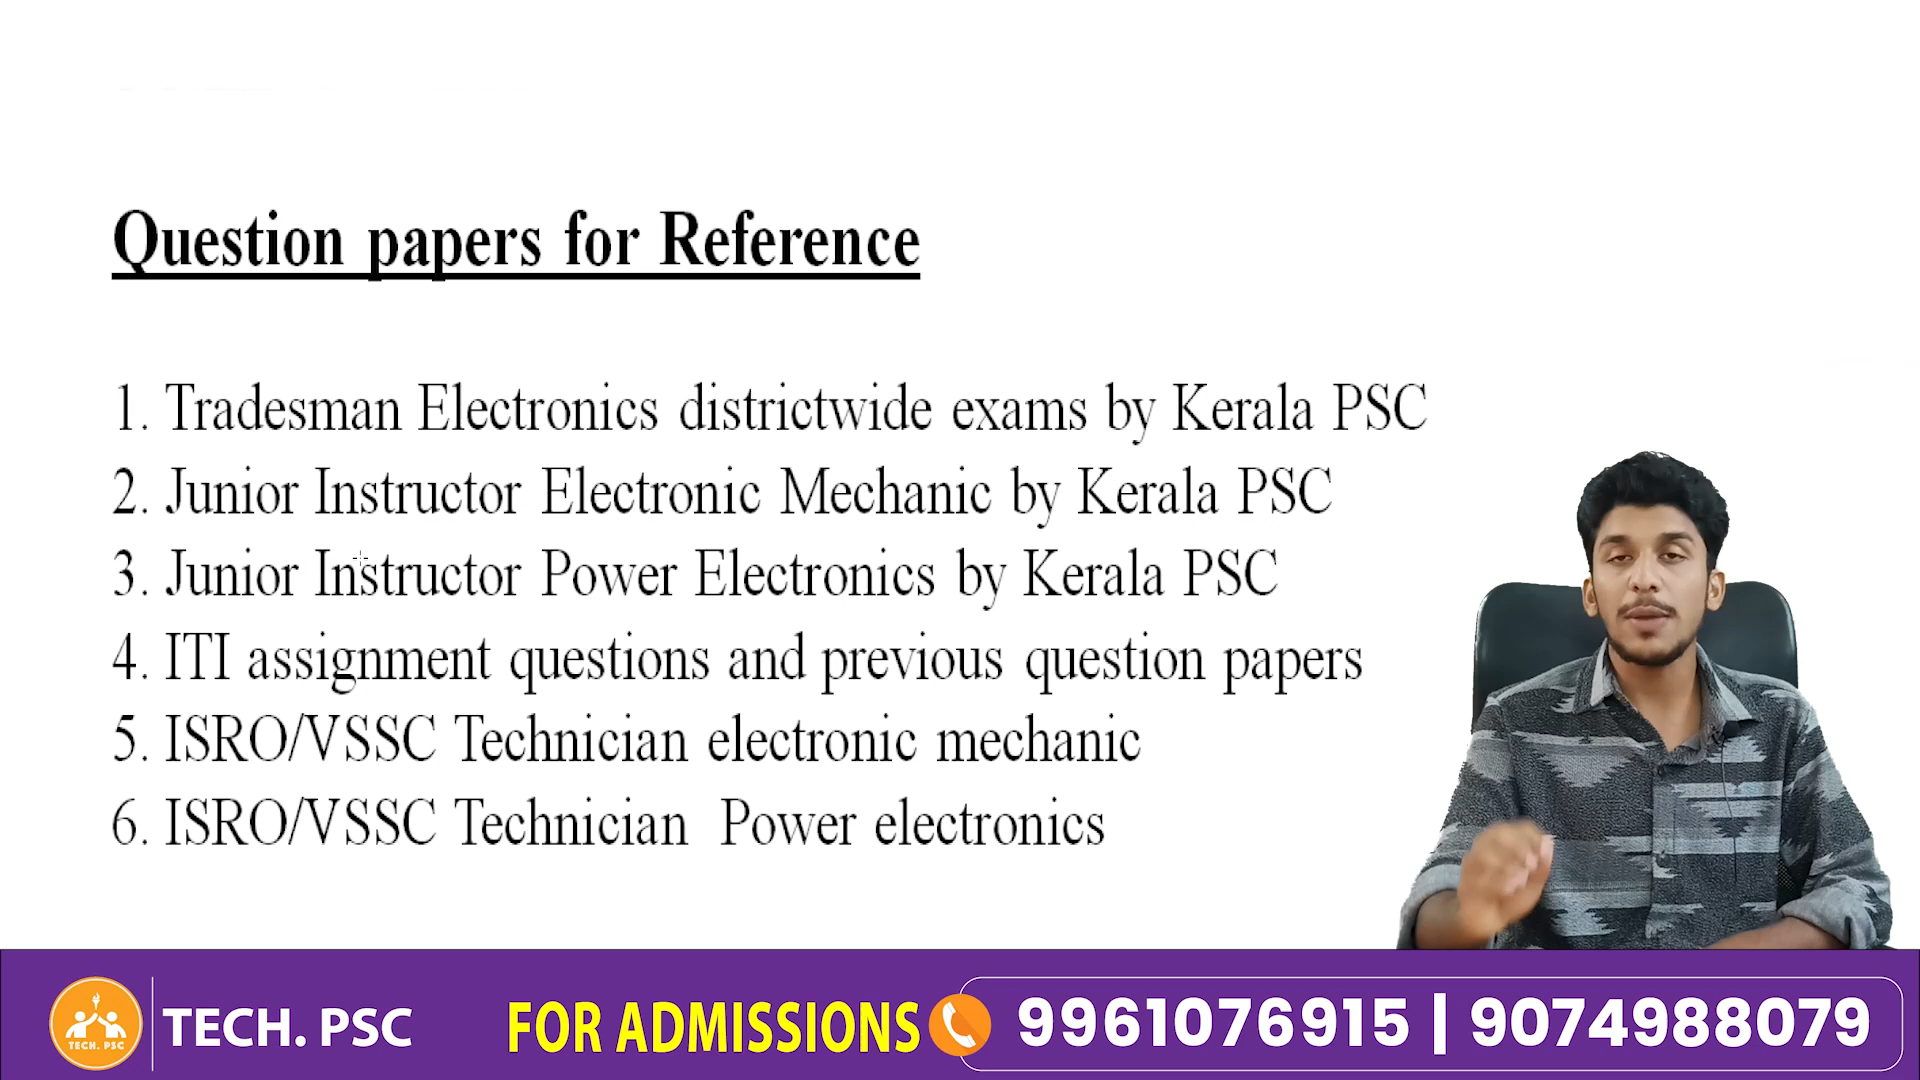 Question papers for Reference
1. Tradesman Electronics districtwide exams by Kerala PSC
2. Junior Instructor Electronic Mechanic by Kerala PSC
3. Junior Instructor Power Electronics by Kerala PSC
4. ITI assignment questions and previous question papers
5. ISRO/VSSC Technician electronic mechanic
6. ISRO/VSSC Technician Power electronics
TECH. PSC
TECH. PSC
FOR ADMISSIONS
9961076915 | 9074988079